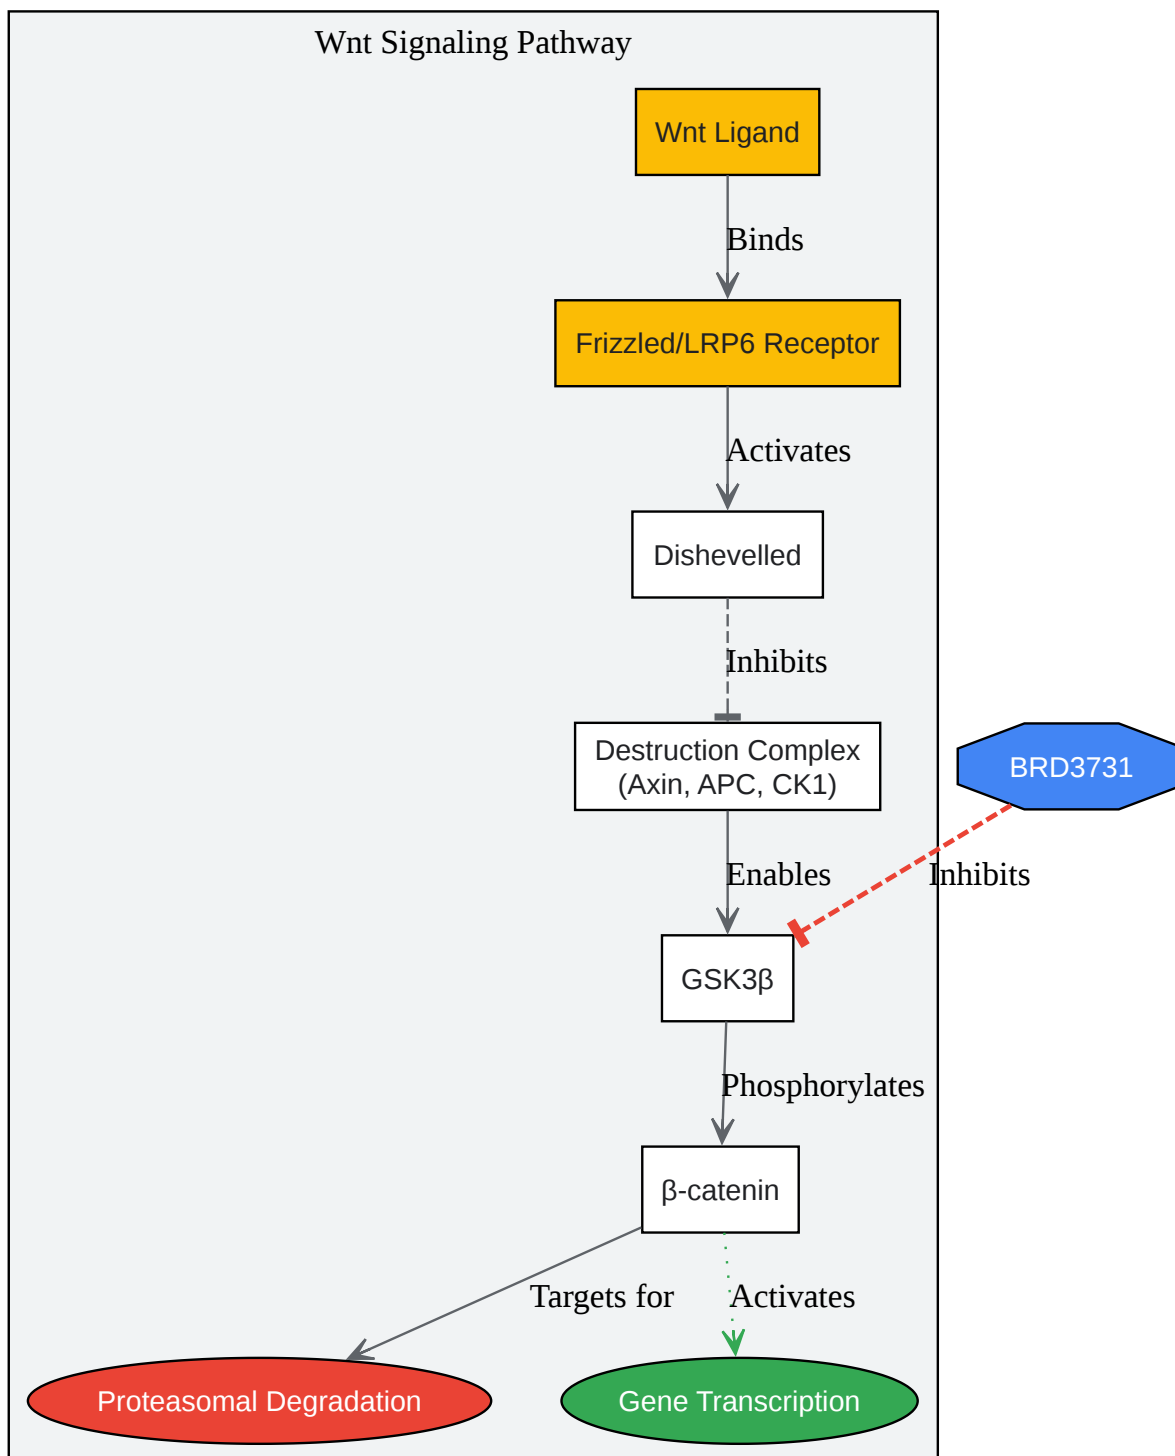 Wnt Signaling Pathway
Wnt Ligand
Binds
Frizzled/LRP6 Receptor
Activates
Dishevelled
Inhibits
Destruction Complex
(Axin, APC, CK1)
BRD3731
Enables
Inhibits
GSK3β
Phosphorylates
β-catenin
Targets for
Activates
Proteasomal Degradation
Gene Transcription